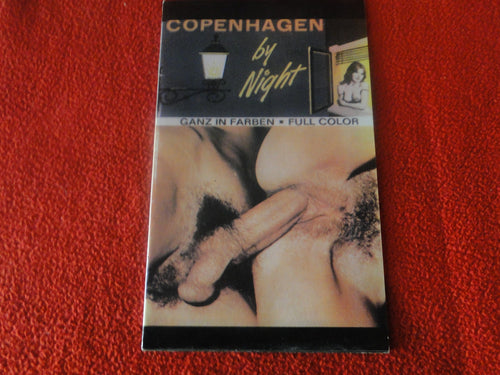 COPENHAGEN
by
Night
GANZ IN FARBEN ▪ FULL COLOR